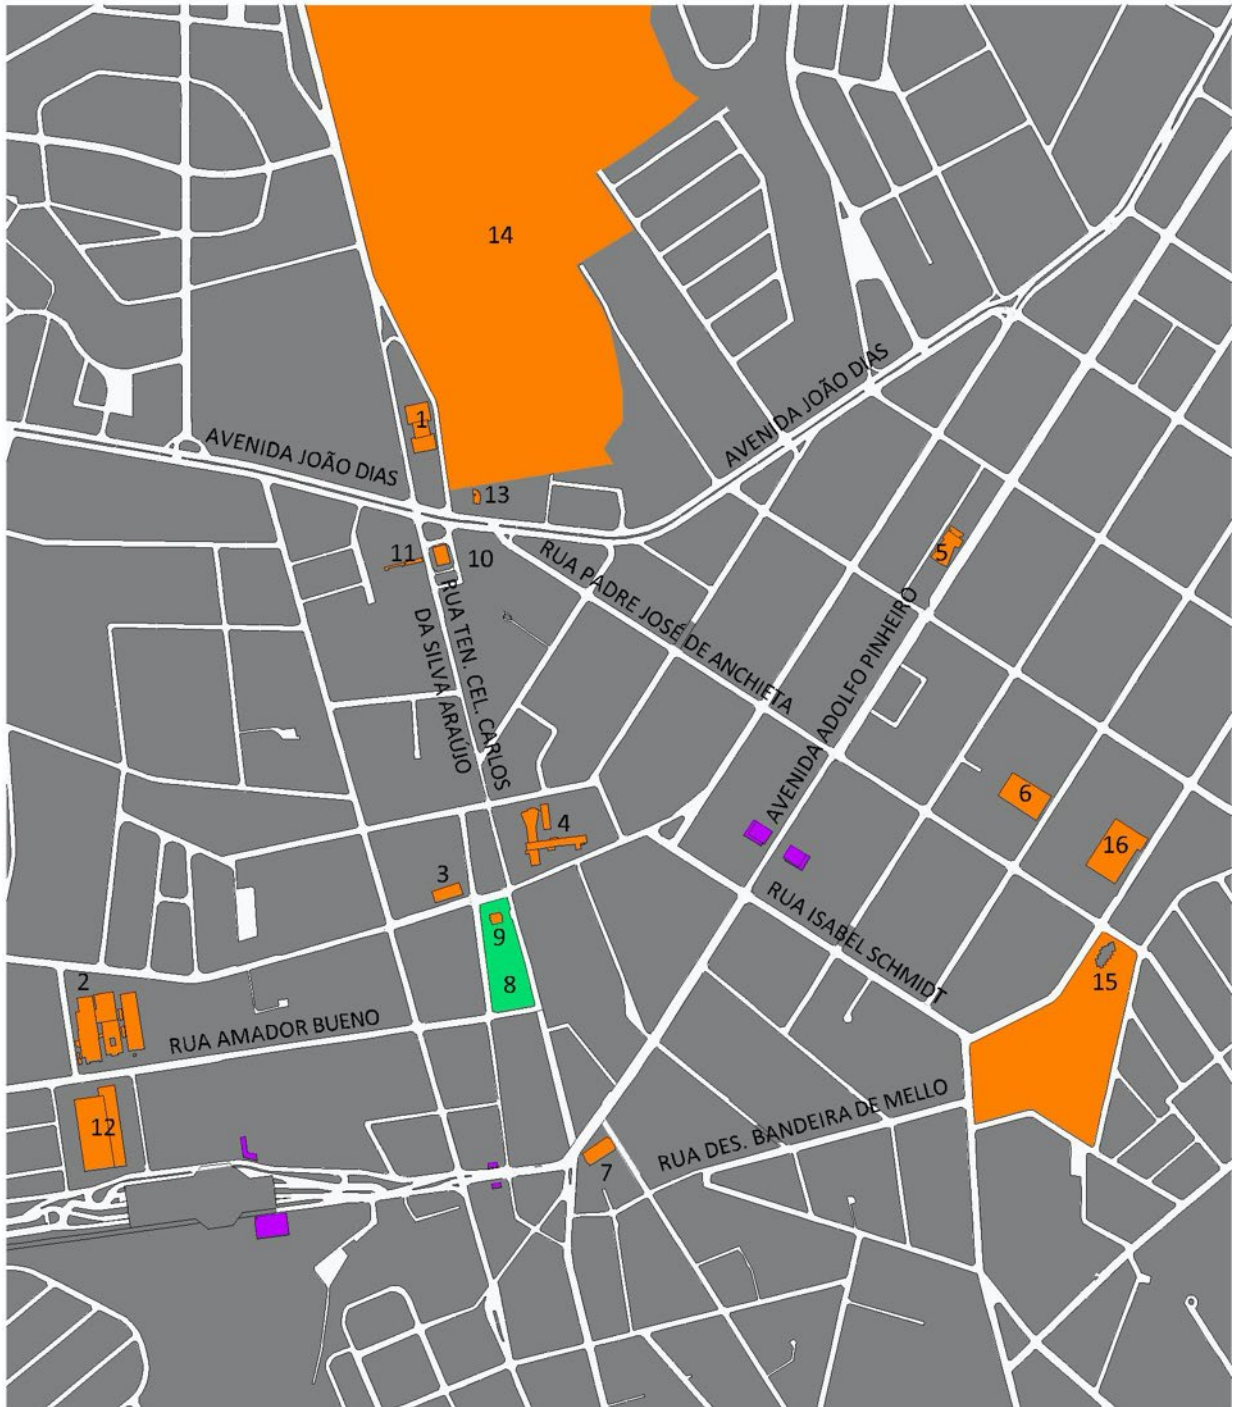 14
AVENIDA JOÃO DIAS
1
AVENIDA JOÃO DIAS
13
11
10
5
RUA PADRE JOSÉ DE ANCHIETA
RUA TEN. CEL. CARLOS
DA SILVA ARAÚJO
AVENIDA ADOLFO PINHEIRO
6
4
16
3
RUA ISABEL SCHMIDT
9
2
8
15
RUA AMADOR BUENO
12
RUA DES. BANDEIRA DE MELLO
7